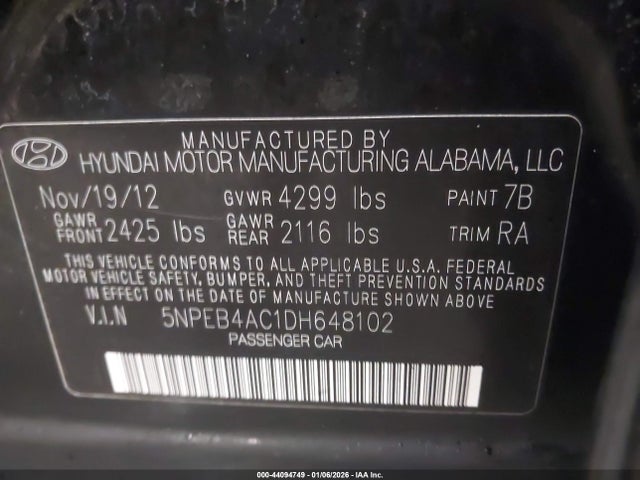 MANUFACTURED BY
HYUNDAI MOTOR MANUFACTURING ALABAMA, LLC
Nov/19/12 GVWR 4299 lbs PAINT 7B
GAWR FRONT 2425 lbs GAWR REAR 2116 lbs TRIM RA
THIS VEHICLE CONFORMS TO ALL APPLICABLE U.S.A. FEDERAL
MOTOR VEHICLE SAFETY, BUMPER, AND THEFT PREVENTION STANDARDS
IN EFFECT ON THE DATE OF MANUFACTURE SHOWN ABOVE
V.I.N 5NPEB4AC1DH648102
PASSENGER CAR
000-44094749 - 01/06/2026 - IAA Inc.